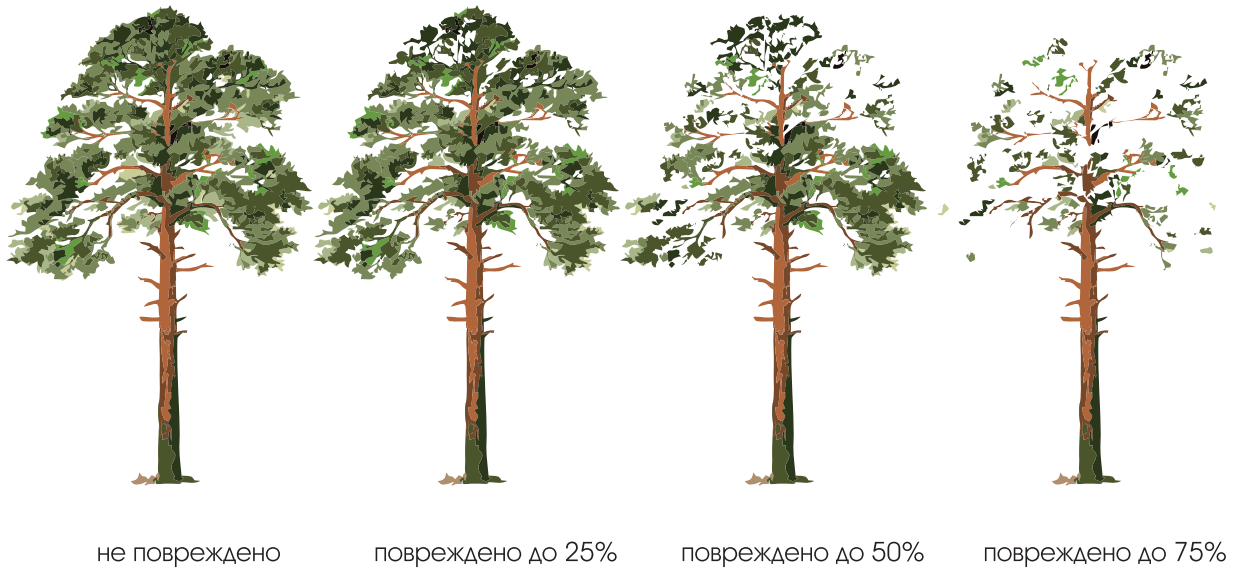 не повреждено
повреждено до 25%
повреждено до 50%
повреждено до 75%